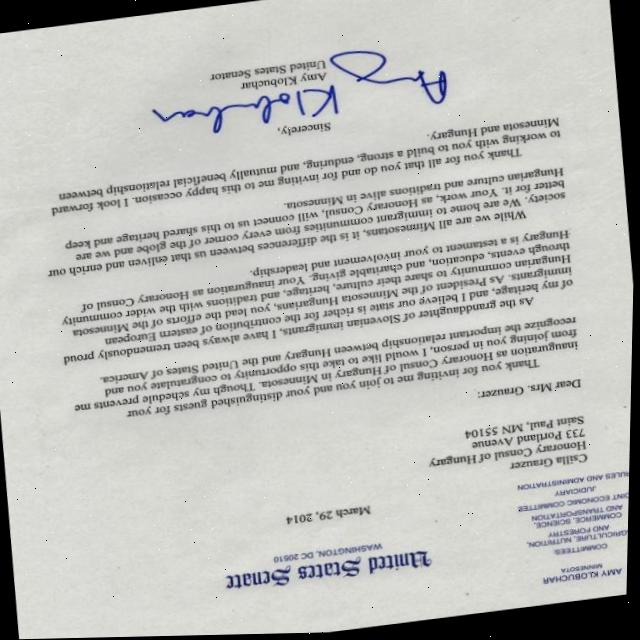 AMY KLOBUCHAR
MINNESOTA
COMMITTEES:
AGRICULTURE, NUTRITION,
AND FORESTRY
COMMERCE, SCIENCE,
AND TRANSPORTATION
JOINT ECONOMIC COMMITTEE
JUDICIARY
RULES AND ADMINISTRATION
United States Senate
WASHINGTON, DC 20510
March 29, 2014
Csilla Grauzer
Honorary Consul of Hungary
733 Portland Avenue
Saint Paul, MN 55104
Dear Mrs. Grauzer:
Thank you for inviting me to join you and your distinguished guests for your
inauguration as Honorary Consul of Hungary in Minnesota. Though my schedule prevents me
from joining you in person, I would like to take this opportunity to congratulate you and
recognize the important relationship between Hungary and the United States of America.
As the granddaughter of Slovenian immigrants, I have always been tremendously proud
of my heritage, and I believe our state is richer for the contribution of eastern European
immigrants. As President of the Minnesota Hungarians, you lead the efforts of the Minnesota
Hungarian community to share their culture, heritage, and traditions with the wider community
through events, education, and charitable giving. Your inauguration as Honorary Consul of
Hungary is a testament to your involvement and leadership.
While we are all Minnesotans, it is the differences between us that enliven and enrich our
society. We are home to immigrant communities from every corner of the globe and we are
better for it. Your work, as Honorary Consul, will connect us to this shared heritage and keep
Hungarian culture and traditions alive in Minnesota.
Thank you for all that you do and for inviting me to this happy occasion. I look forward
to working with you to build a strong, enduring, and mutually beneficial relationship between
Minnesota and Hungary.
Sincerely,
Amy Klobuchar
Amy Klobuchar
United States Senator